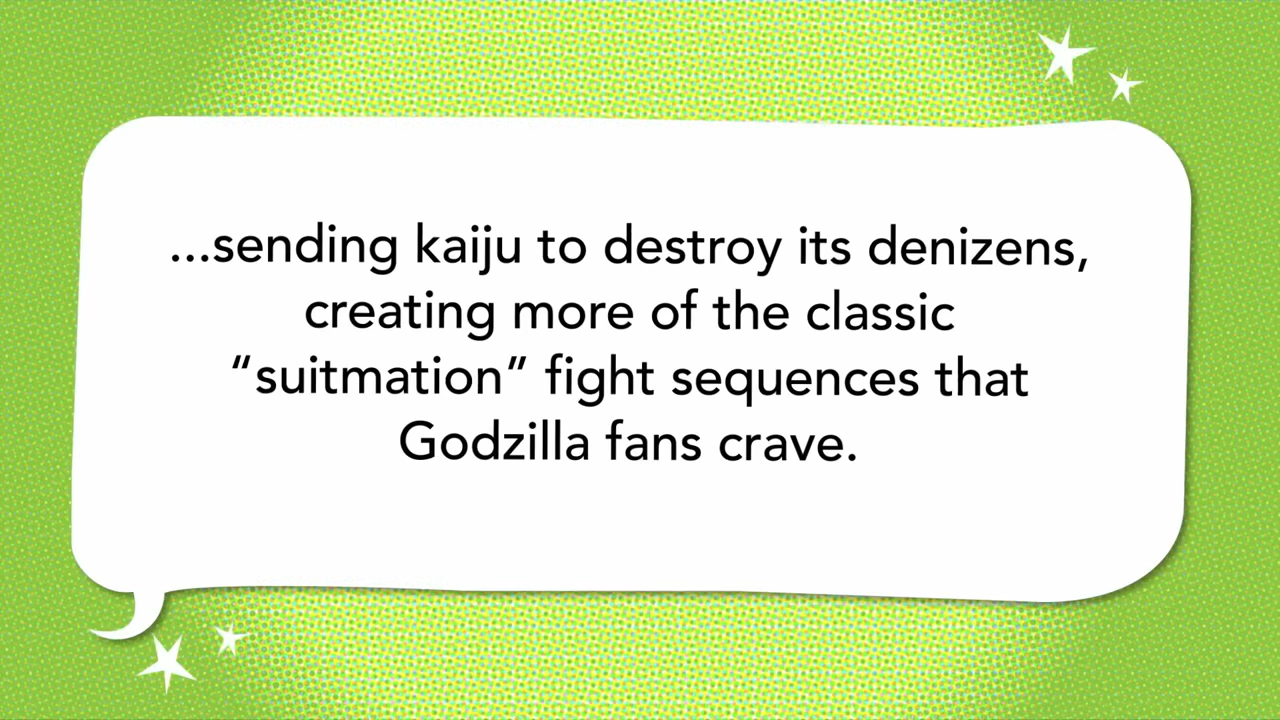 ...sending kaiju to destroy its denizens,
creating more of the classic
“suitmation” fight sequences that
Godzilla fans crave.